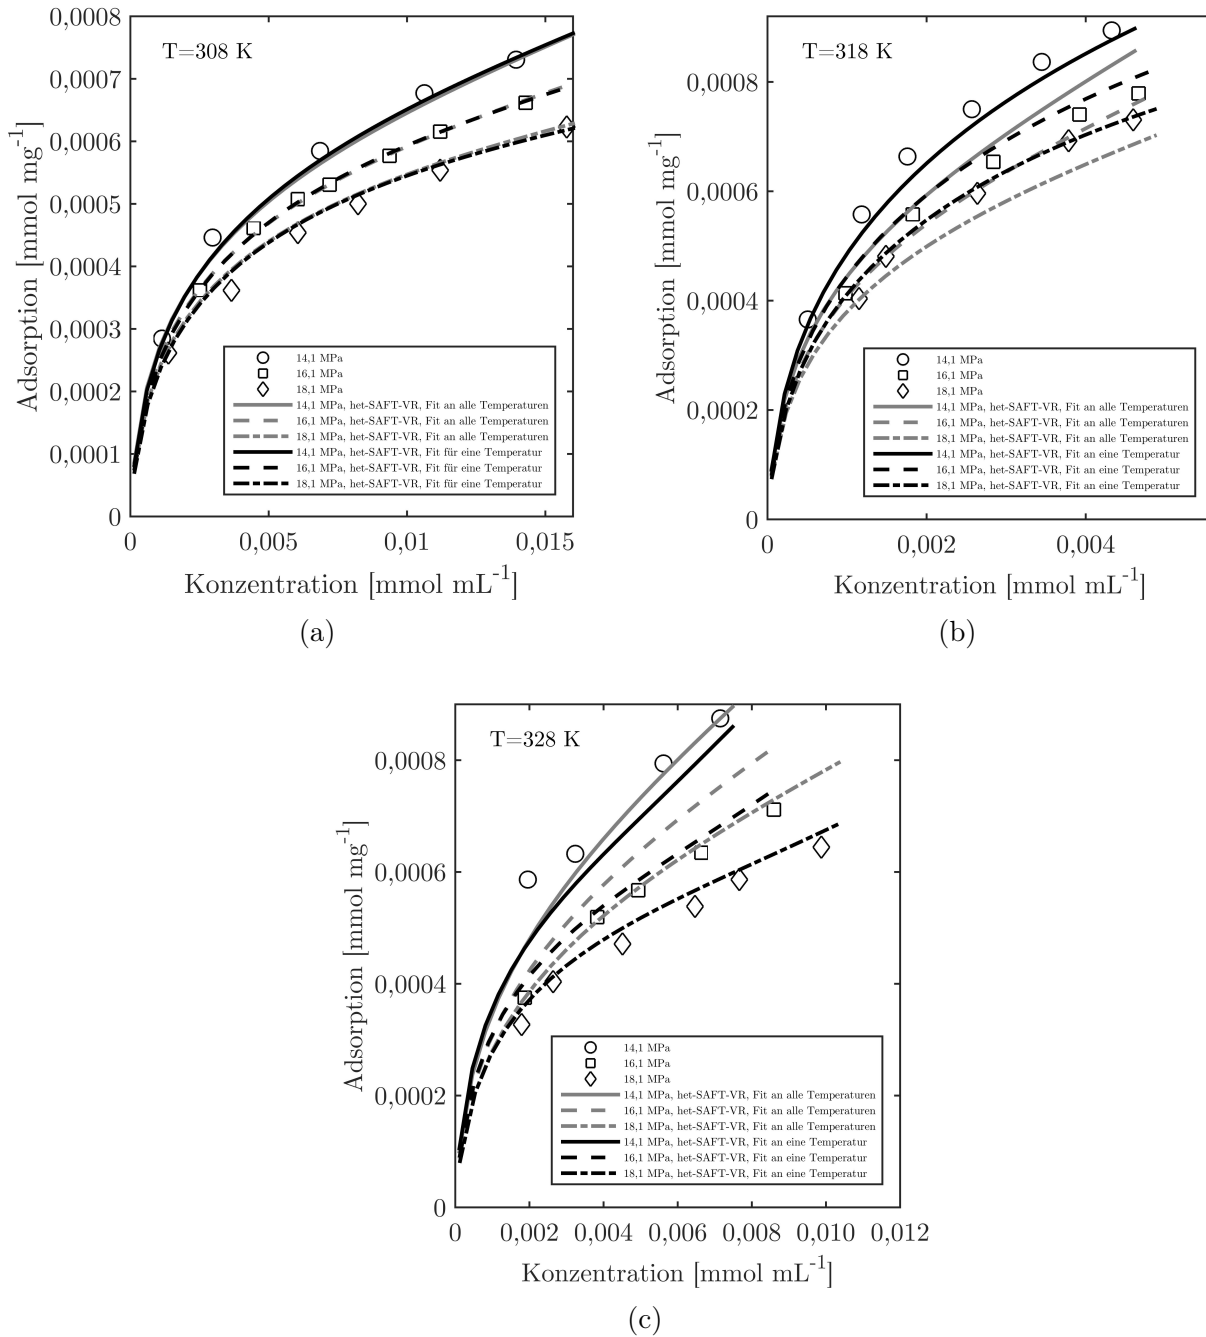 T=308 K
0,0008
0,0007
0,0006
0,0005
0,0004
0,0003
0,0002
0,0001
0
Adsorption [mmol mg⁻¹]
14,1 MPa
16,1 MPa
18,1 MPa
14,1 MPa, het-SAFT-VR, Fit an alle Temperaturen
16,1 MPa, het-SAFT-VR, Fit an alle Temperaturen
18,1 MPa, het-SAFT-VR, Fit an alle Temperaturen
14,1 MPa, het-SAFT-VR, Fit für eine Temperatur
16,1 MPa, het-SAFT-VR, Fit für eine Temperatur
18,1 MPa, het-SAFT-VR, Fit für eine Temperatur
0 0,005 0,01 0,015
Konzentration [mmol mL⁻¹]
(a)
T=318 K
0,0008
0,0006
0,0004
0,0002
0
Adsorption [mmol mg⁻¹]
14,1 MPa
16,1 MPa
18,1 MPa
14,1 MPa, het-SAFT-VR, Fit an alle Temperaturen
16,1 MPa, het-SAFT-VR, Fit an alle Temperaturen
18,1 MPa, het-SAFT-VR, Fit an alle Temperaturen
14,1 MPa, het-SAFT-VR, Fit an eine Temperatur
16,1 MPa, het-SAFT-VR, Fit an eine Temperatur
18,1 MPa, het-SAFT-VR, Fit an eine Temperatur
0 0,002 0,004
Konzentration [mmol mL⁻¹]
(b)
T=328 K
0,0008
0,0006
0,0004
0,0002
0
Adsorption [mmol mg⁻¹]
14,1 MPa
16,1 MPa
18,1 MPa
14,1 MPa, het-SAFT-VR, Fit an alle Temperaturen
16,1 MPa, het-SAFT-VR, Fit an alle Temperaturen
18,1 MPa, het-SAFT-VR, Fit an alle Temperaturen
14,1 MPa, het-SAFT-VR, Fit an eine Temperatur
16,1 MPa, het-SAFT-VR, Fit an eine Temperatur
18,1 MPa, het-SAFT-VR, Fit an eine Temperatur
0 0,002 0,004 0,006 0,008 0,010 0,012
Konzentration [mmol mL⁻¹]
(c)